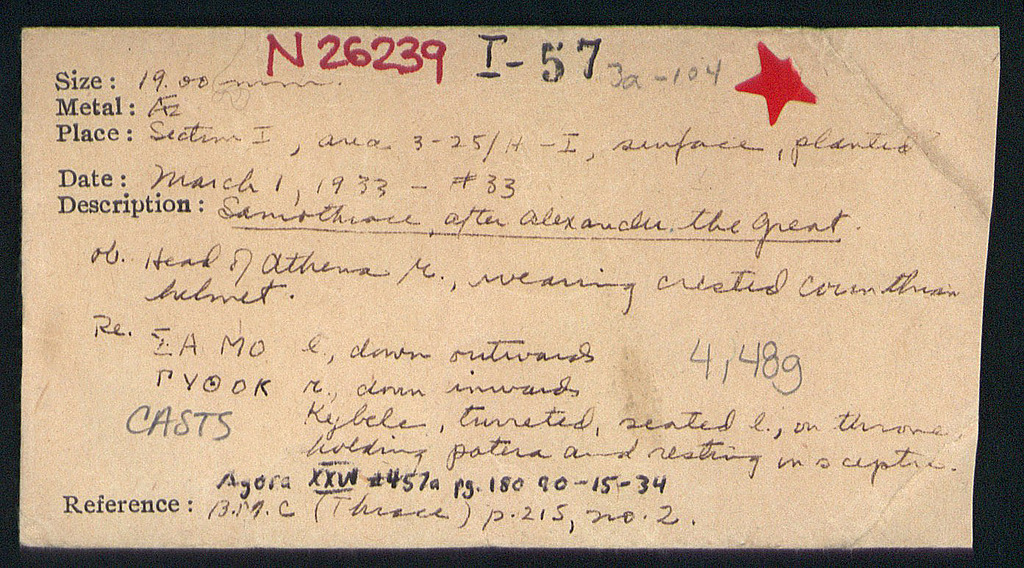 N 26239 I-57 3a-104
Size: 19.00 mm.
Metal: Æ
Place: Section I, area 3-25/H-I, surface, planted
Date: March 1, 1933 - #33
Description: Samothrace, after Alexander the Great.
Ob. Head of Athena r., wearing crested Corinthian
helmet.
Re. ΣΑ ΜΟ l., down outwards
ΠΥΘΟΚ r., down inwards
4,48g
CASTS
Kybele, turreted, seated l., on throne,
holding patera and resting on sceptre.
Agora XXVI #457a pg. 180 90-15-34
Reference: B.M.C (Thrace) p.215, no.2.